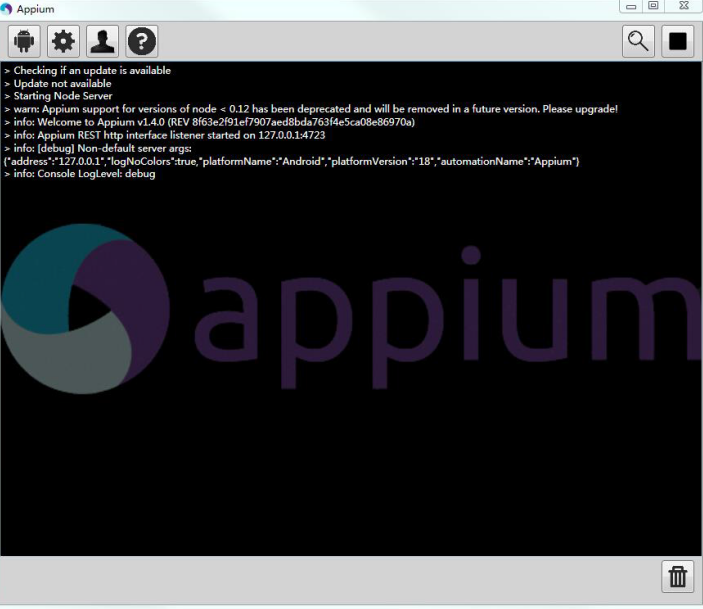 Appium
> Checking if an update is available
> Update not available
> Starting Node Server
> warn: Appium support for versions of node < 0.12 has been deprecated and will be removed in a future version. Please upgrade!
> info: Welcome to Appium v1.4.0 (REV 8f63e2f91ef7907aed8bda763f4e5ca08e86970a)
> info: Appium REST http interface listener started on 127.0.0.1:4723
> info: [debug] Non-default server args:
{"address":"127.0.0.1","logNoColors":true,"platformName":"Android","platformVersion":"18","automationName":"Appium"}
> info: Console LogLevel: debug
appium